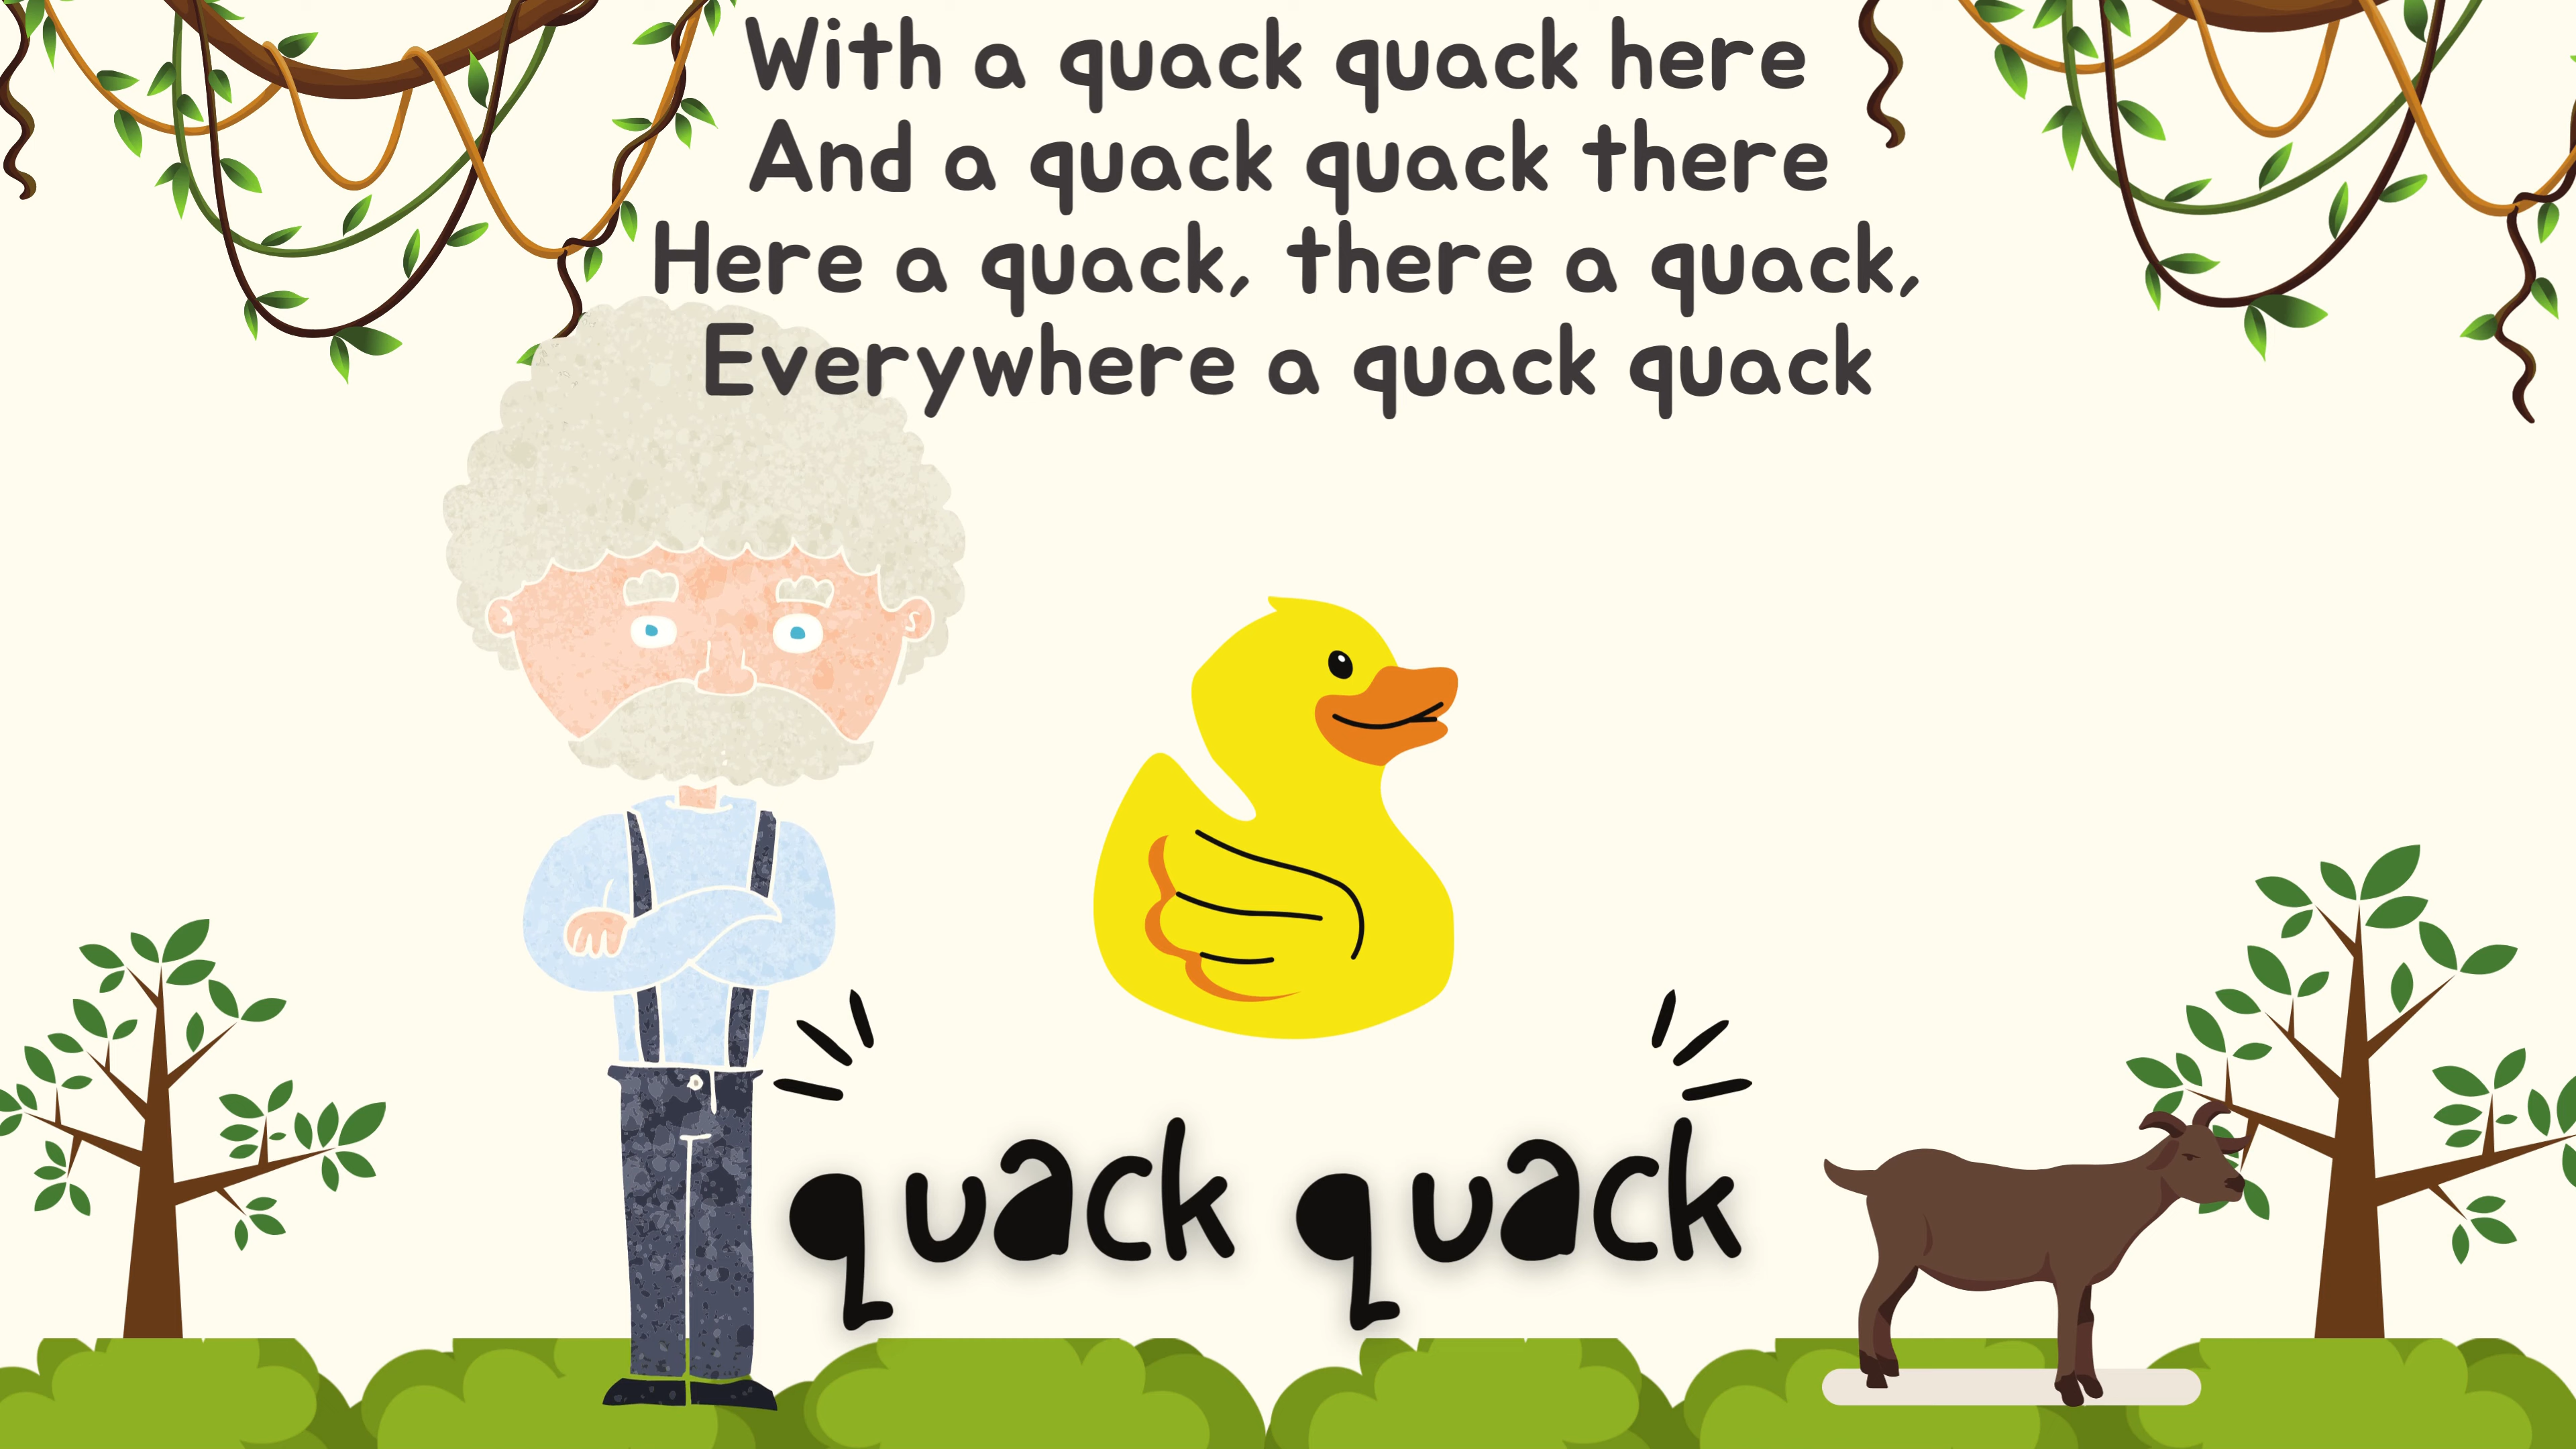 With a quack quack here
And a quack quack there
Here a quack, there a quack,
Everywhere a quack quack
quack quack